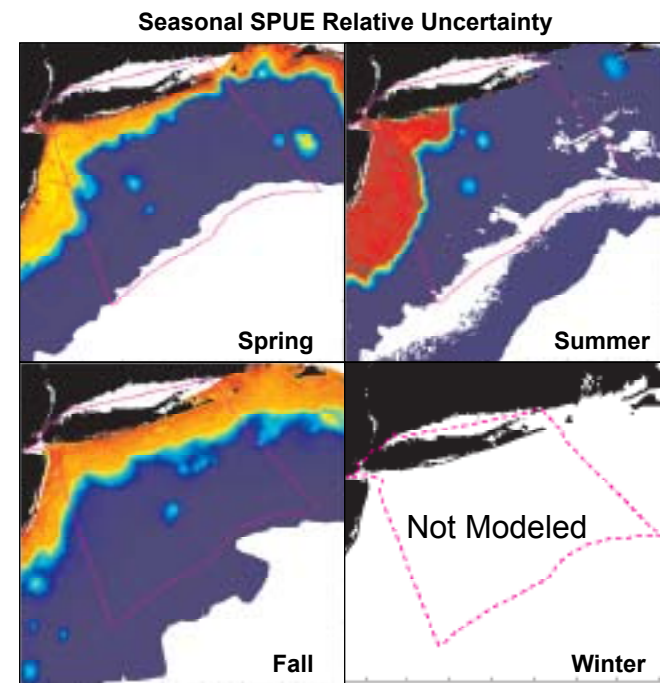 Seasonal SPUE Relative Uncertainty
Spring
Summer
Fall
Not Modeled
Winter